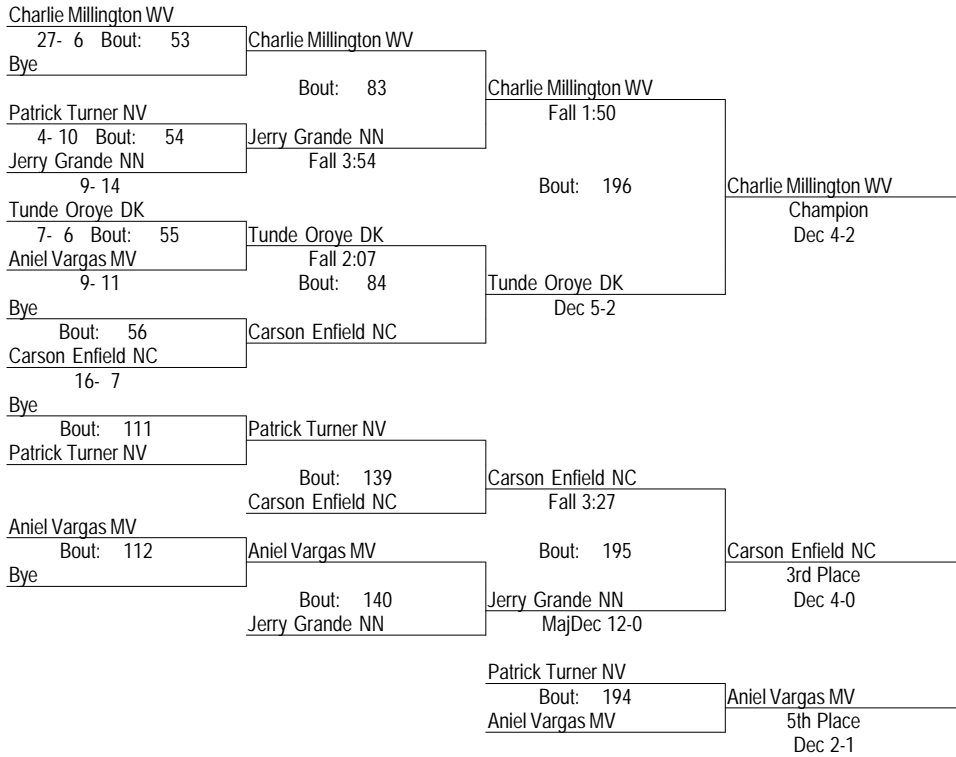 Charlie Millington WV
27- 6 Bout: 53
Charlie Millington WV
Bye
Bout: 83
Charlie Millington WV
Patrick Turner NV
Fall 1:50
4- 10 Bout: 54
Jerry Grande NN
Jerry Grande NN
Fall 3:54
9- 14
Bout: 196
Charlie Millington WV
Tunde Oroye DK
Champion
7- 6 Bout: 55
Tunde Oroye DK
Dec 4-2
Aniel Vargas MV
Fall 2:07
9- 11
Bout: 84
Tunde Oroye DK
Bye
Dec 5-2
Bout: 56
Carson Enfield NC
Carson Enfield NC
16- 7
Bye
Bout: 111
Patrick Turner NV
Patrick Turner NV
Bout: 139
Carson Enfield NC
Carson Enfield NC
Fall 3:27
Aniel Vargas MV
Bout: 112
Aniel Vargas MV
Bout: 195
Carson Enfield NC
Bye
3rd Place
Bout: 140
Jerry Grande NN
Dec 4-0
Jerry Grande NN
MajDec 12-0
Patrick Turner NV
Bout: 194
Aniel Vargas MV
Aniel Vargas MV
5th Place
Dec 2-1